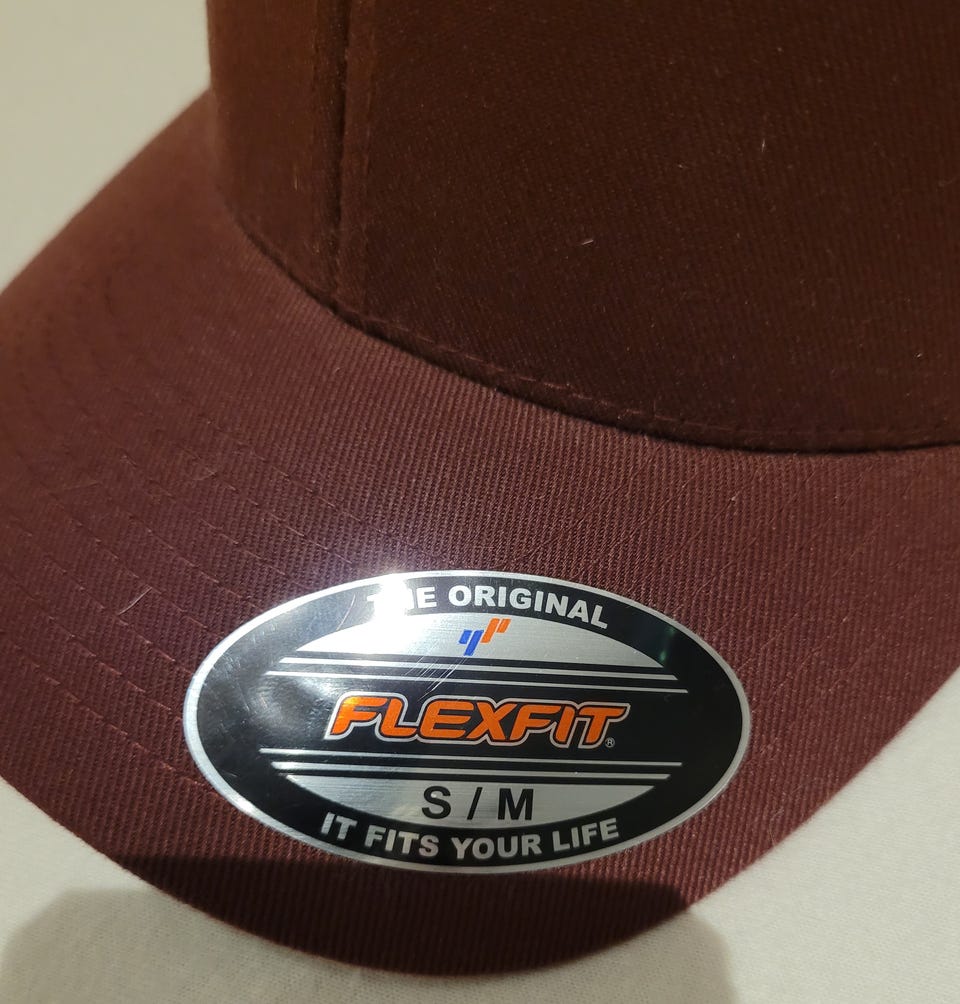 THE ORIGINAL
FLEXFIT®
S / M
IT FITS YOUR LIFE